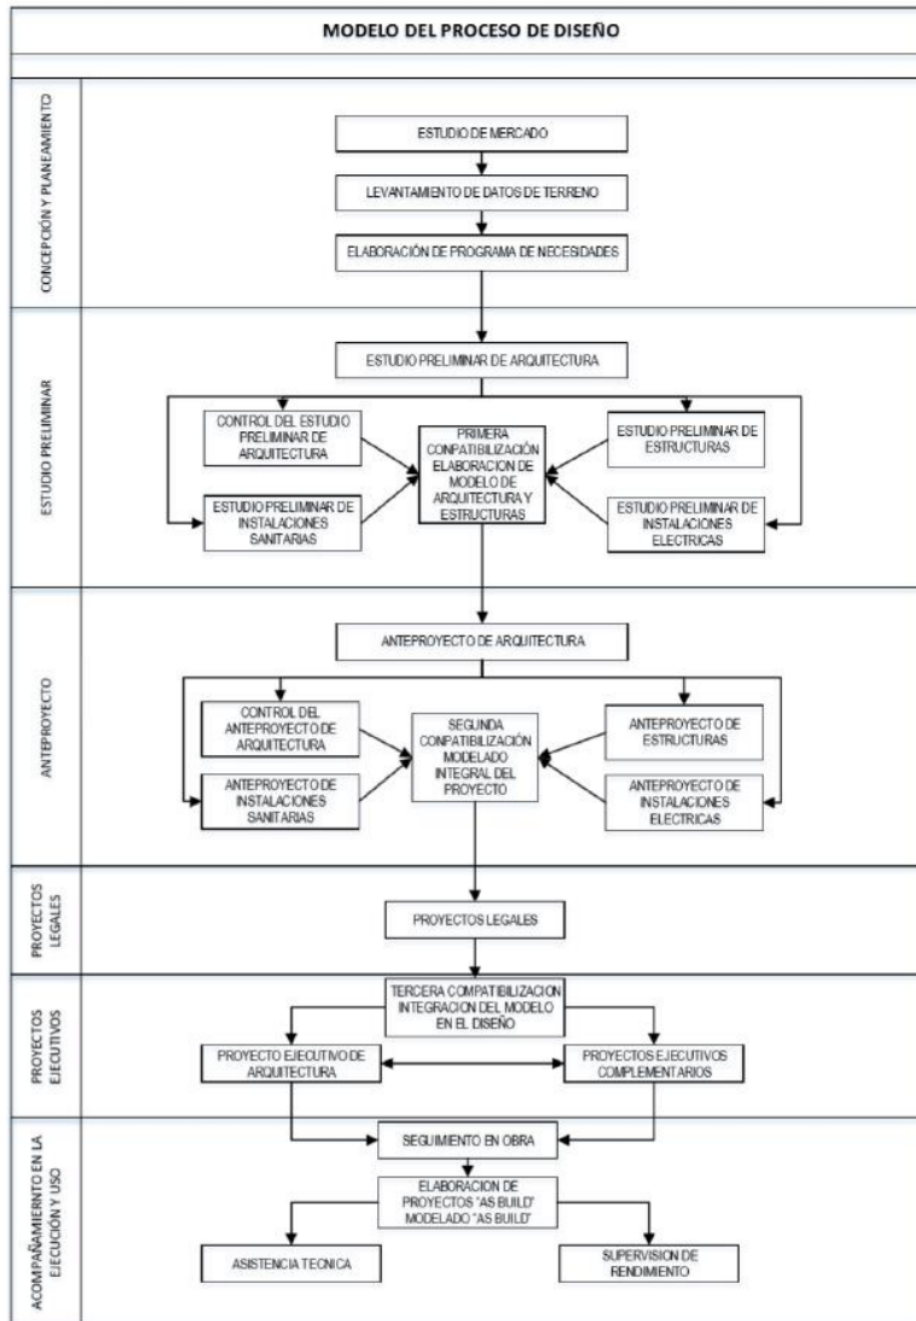 MODELO DEL PROCESO DE DISEÑO
CONCEPCIÓN Y PLANEAMIENTO
ESTUDIO DE MERCADO
LEVANTAMIENTO DE DATOS DE TERRENO
ELABORACIÓN DE PROGRAMA DE NECESIDADES
ESTUDIO PRELIMINAR
ESTUDIO PRELIMINAR DE ARQUITECTURA
CONTROL DEL ESTUDIO
PRELIMINAR DE
ARQUITECTURA
PRIMERA
CONPATIBILIZACIÓN
ELABORACION DE
MODELO DE
ARQUITECTURA Y
ESTRUCTURAS
ESTUDIO PRELIMINAR DE
ESTRUCTURAS
ESTUDIO PRELIMINAR DE
INSTALACIONES
SANITARIAS
ESTUDIO PRELIMINAR DE
INSTALACIONES
ELECTRICAS
ANTEPROYECTO
ANTEPROYECTO DE ARQUITECTURA
CONTROL DEL
ANTEPROYECTO DE
ARQUITECTURA
SEGUNDA
CONPATIBILIZACIÓN
MODELADO
INTEGRAL DEL
PROYECTO
ANTEPROYECTO DE
ESTRUCTURAS
ANTEPROYECTO DE
INSTALACIONES
SANITARIAS
ANTEPROYECTO DE
INSTALACIONES
ELECTRICAS
PROYECTOS
LEGALES
PROYECTOS LEGALES
PROYECTOS
EJECUTIVOS
TERCERA COMPATIBILIZACION
INTEGRACION DEL MODELO
EN EL DISEÑO
PROYECTO EJECUTIVO DE
ARQUITECTURA
PROYECTOS EJECUTIVOS
COMPLEMENTARIOS
ACOMPAÑAMIERNTO EN LA
EJECUCIÓN Y USO
SEGUIMIENTO EN OBRA
ELABORACION DE
PROYECTOS "AS BUILD"
MODELADO "AS BUILD"
ASISTENCIA TECNICA
SUPERVISION DE
RENDIMIENTO